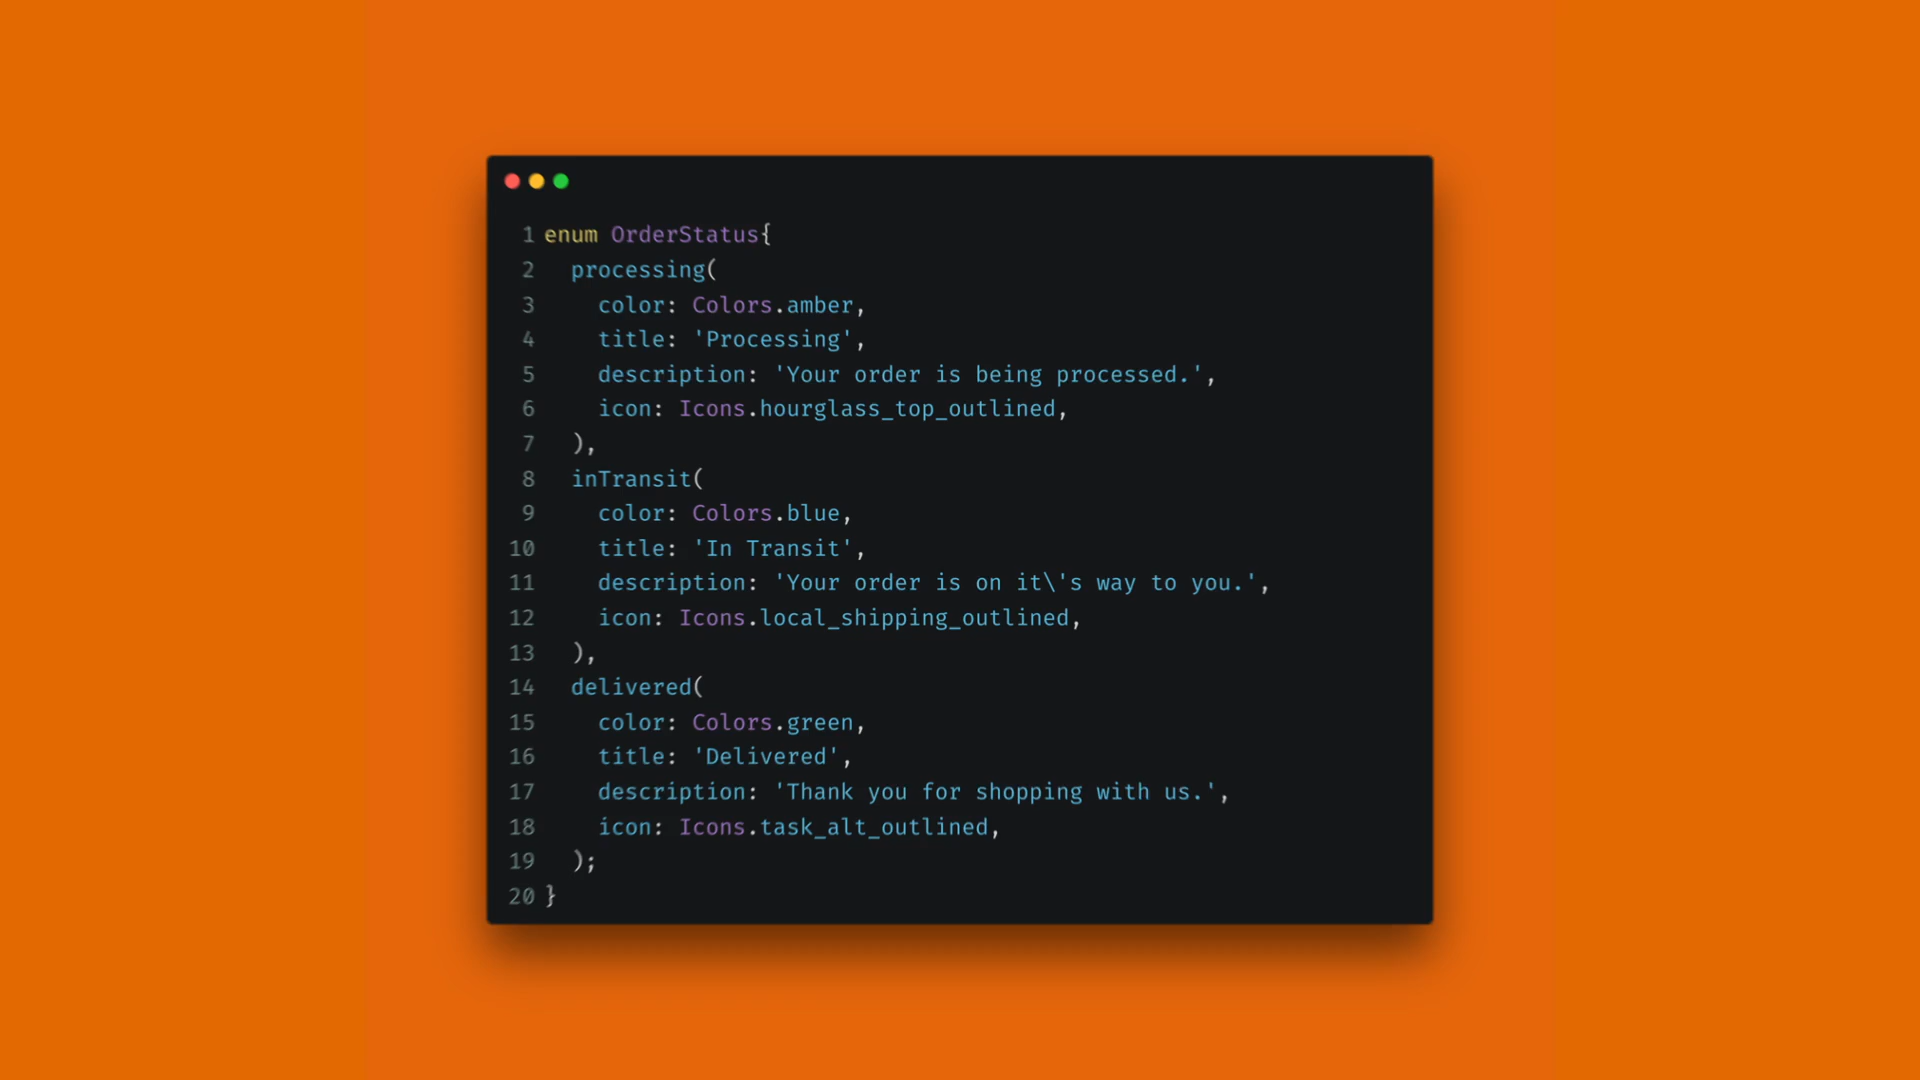 1 enum OrderStatus{
2   processing(
3     color: Colors.amber,
4     title: 'Processing',
5     description: 'Your order is being processed.',
6     icon: Icons.hourglass_top_outlined,
7   ),
8   inTransit(
9     color: Colors.blue,
10     title: 'In Transit',
11     description: 'Your order is on it\'s way to you.',
12     icon: Icons.local_shipping_outlined,
13   ),
14   delivered(
15     color: Colors.green,
16     title: 'Delivered',
17     description: 'Thank you for shopping with us.',
18     icon: Icons.task_alt_outlined,
19   );
20 }